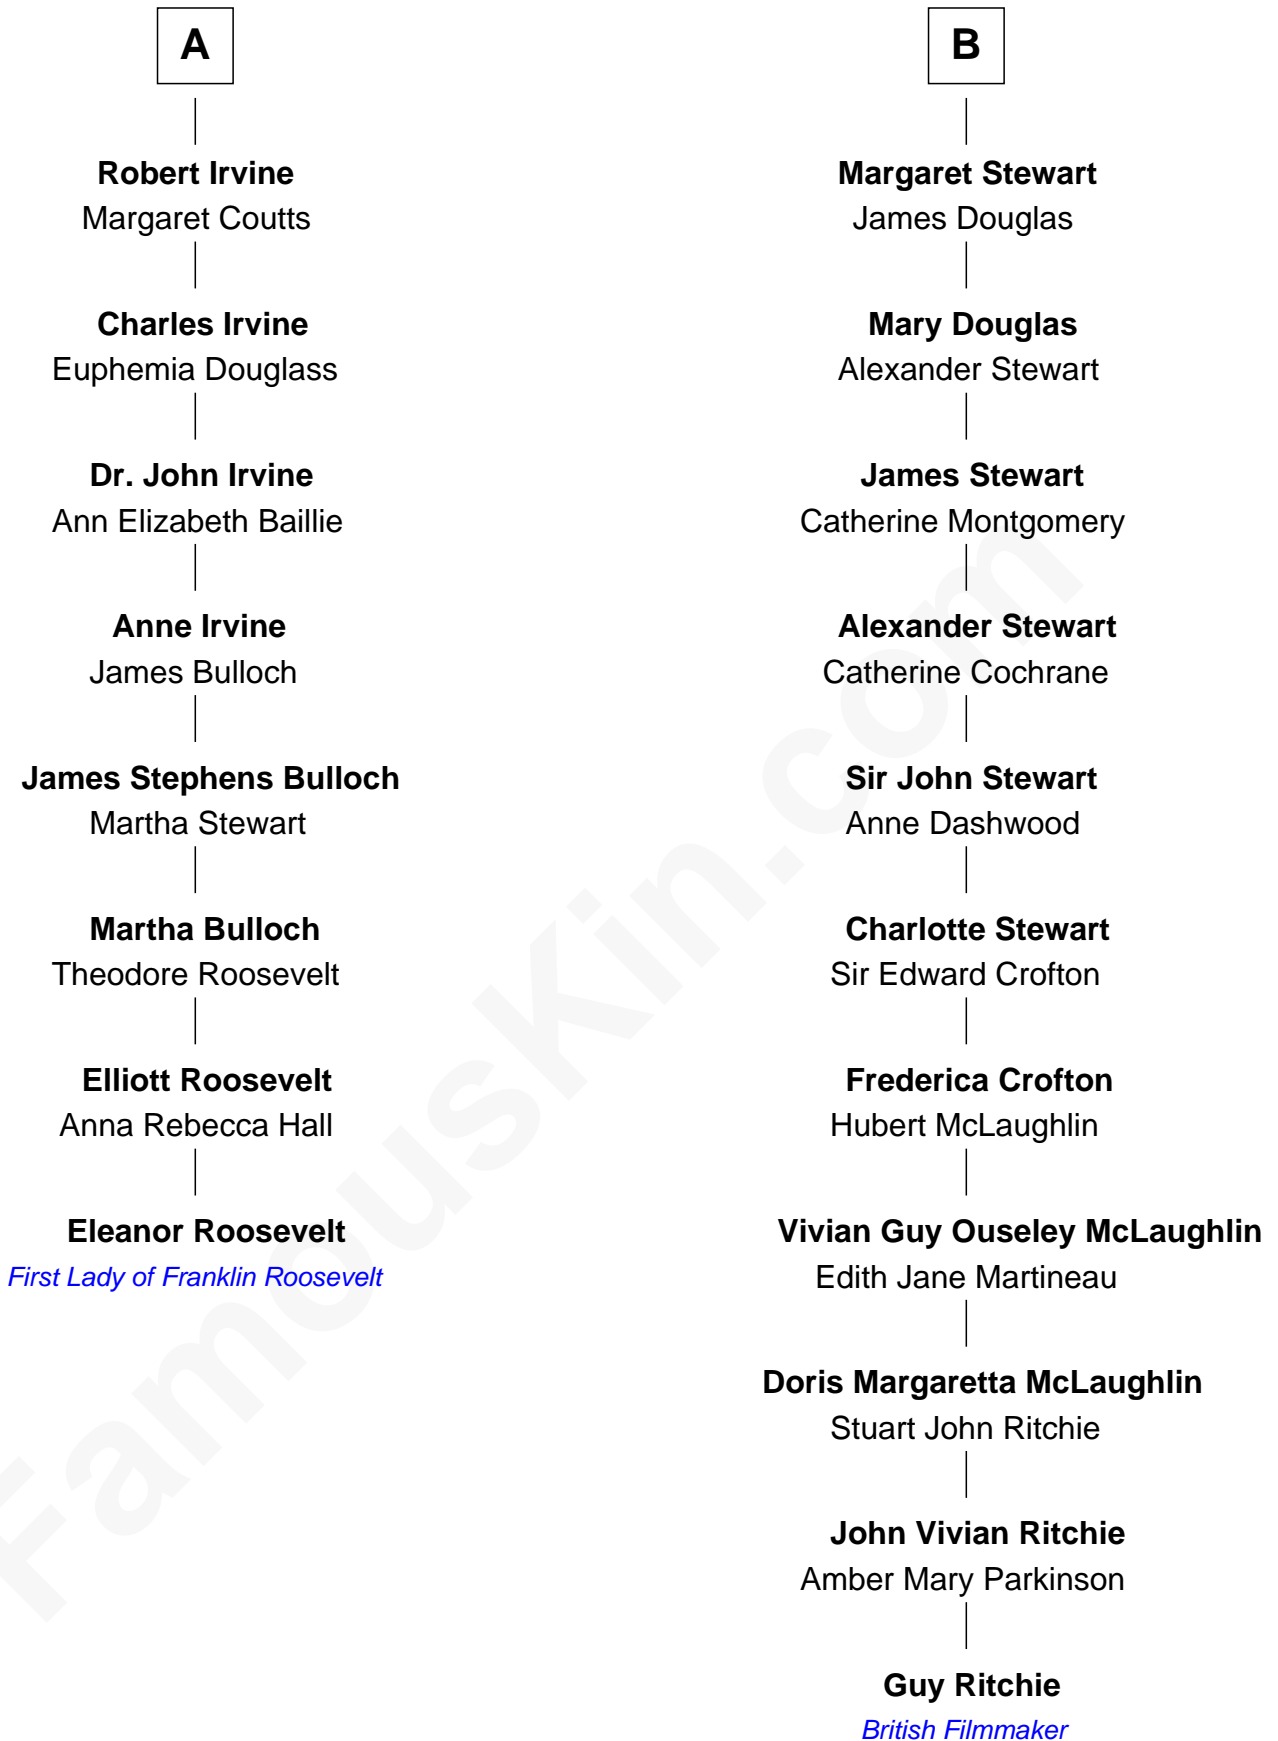 A
Robert Irvine
Margaret Coutts
Charles Irvine
Euphemia Douglass
Dr. John Irvine
Ann Elizabeth Baillie
Anne Irvine
James Bulloch
James Stephens Bulloch
Martha Stewart
Martha Bulloch
Theodore Roosevelt
Elliott Roosevelt
Anna Rebecca Hall
Eleanor Roosevelt
First Lady of Franklin Roosevelt
B
Margaret Stewart
James Douglas
Mary Douglas
Alexander Stewart
James Stewart
Catherine Montgomery
Alexander Stewart
Catherine Cochrane
Sir John Stewart
Anne Dashwood
Charlotte Stewart
Sir Edward Crofton
Frederica Crofton
Hubert McLaughlin
Vivian Guy Ouseley McLaughlin
Edith Jane Martineau
Doris Margaretta McLaughlin
Stuart John Ritchie
John Vivian Ritchie
Amber Mary Parkinson
Guy Ritchie
British Filmmaker
FamousKin.com